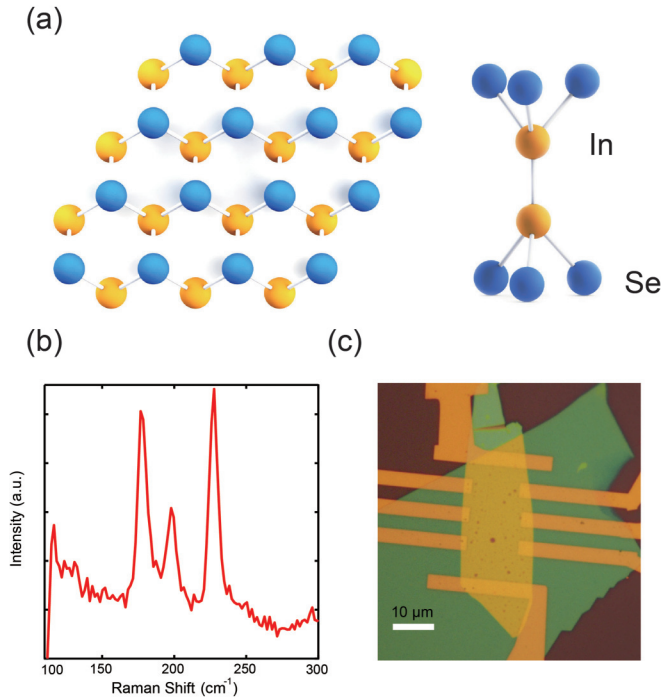 (a)
In
Se
(b)
(c)
Intensity (a.u.)
100
150
200
250
300
Raman Shift (cm⁻¹)
10 µm